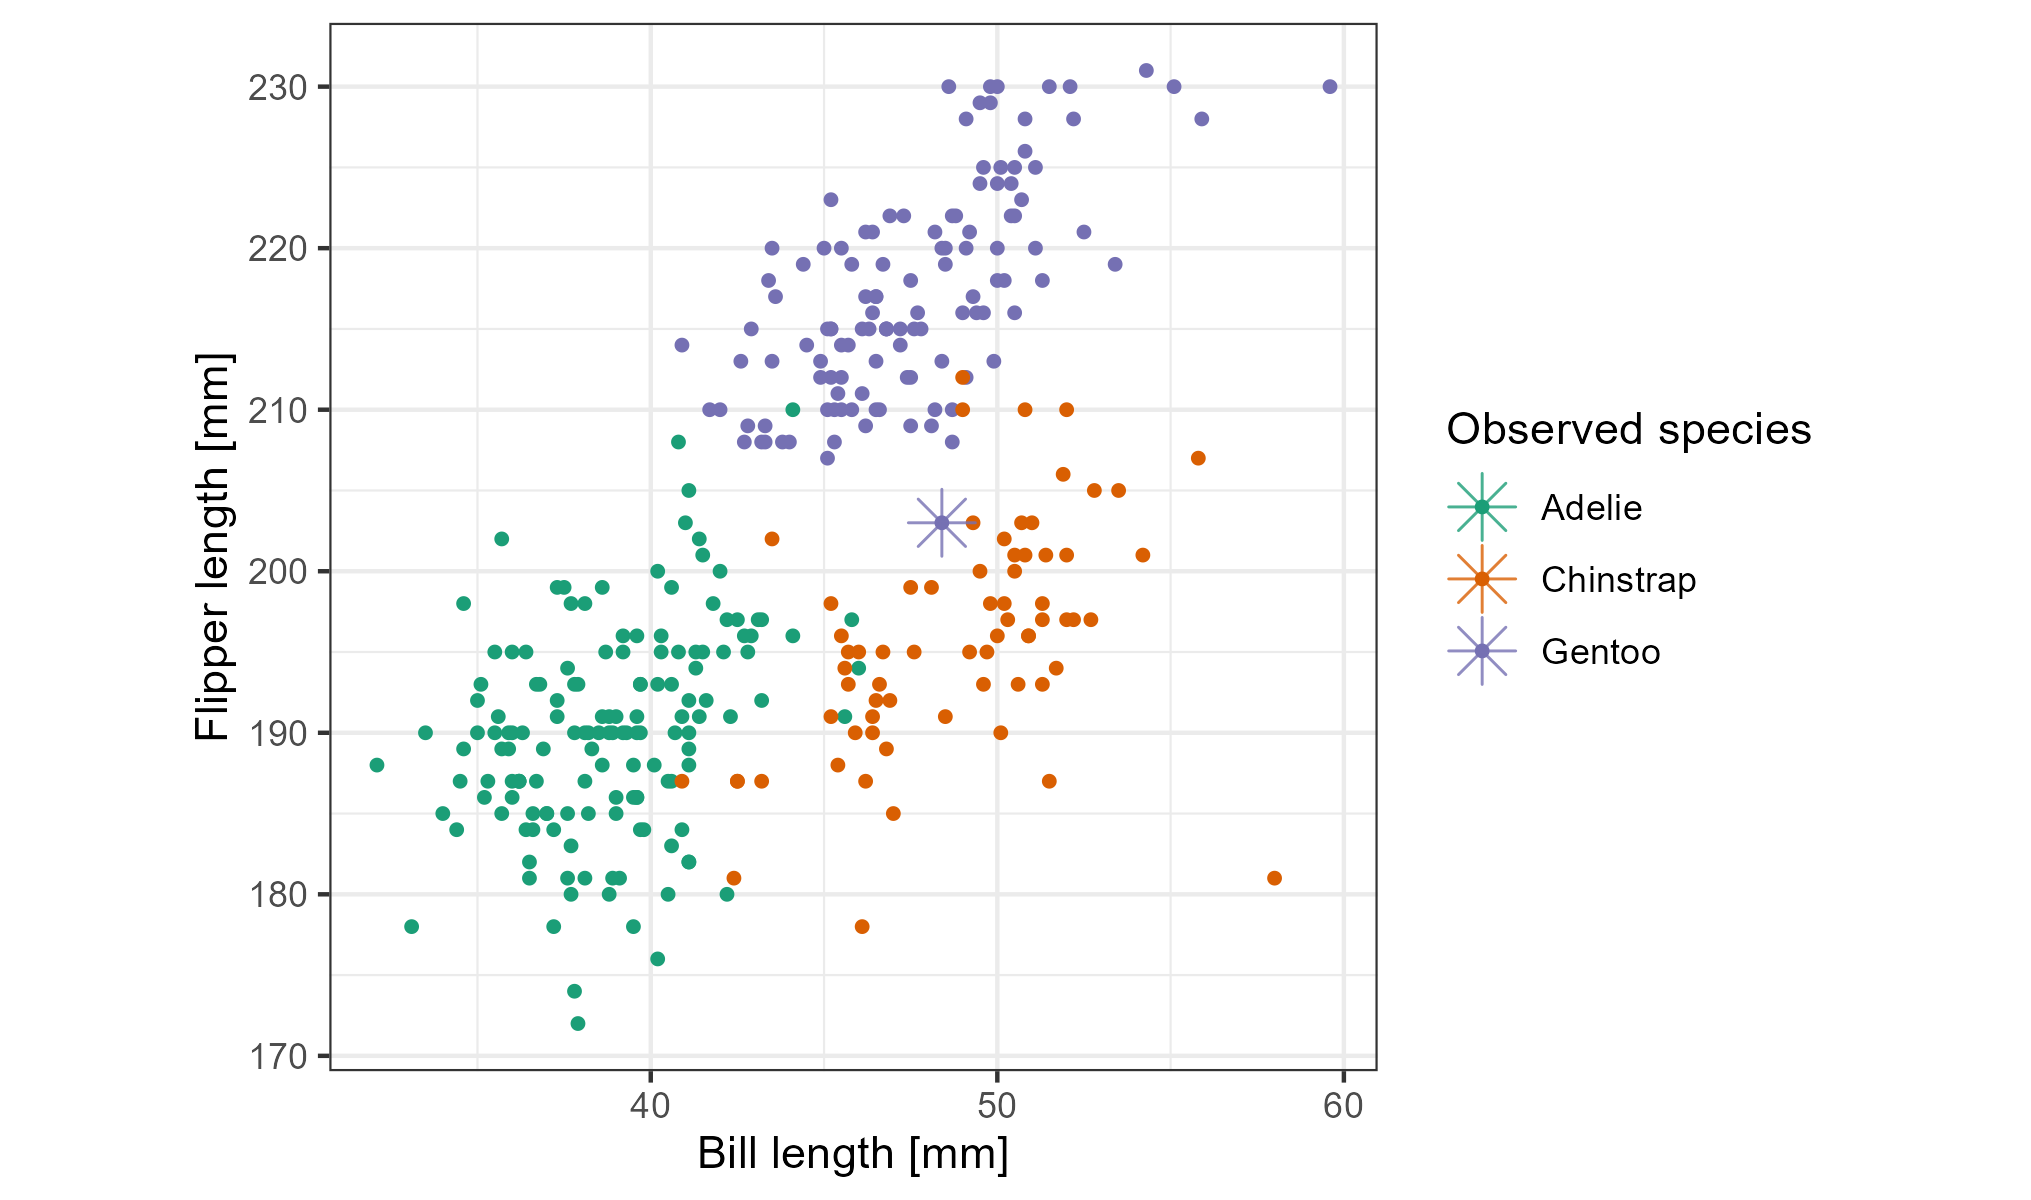 230
220
210
200
190
180
170
Flipper length [mm]
40 50 60
Bill length [mm]
Observed species
Adelie
Chinstrap
Gentoo